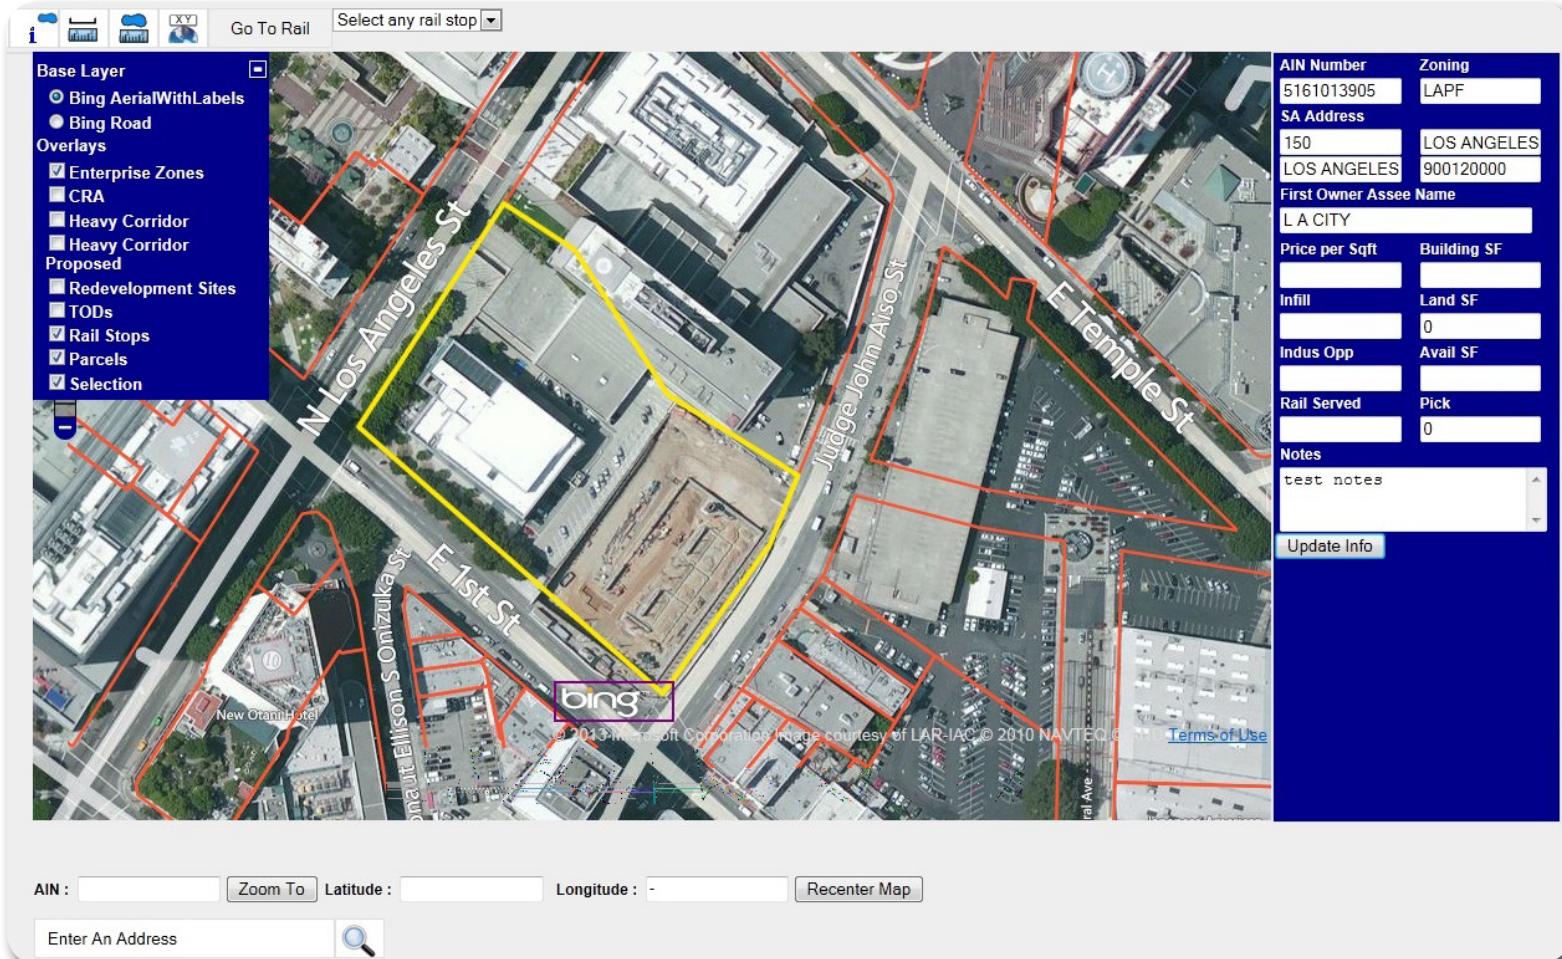 i
X Y
Go To Rail
Select any rail stop
Base Layer
Bing AerialWithLabels
Bing Road
Overlays
Enterprise Zones
CRA
Heavy Corridor
Heavy Corridor
Proposed
Redevelopment Sites
TODs
Rail Stops
Parcels
Selection
AIN Number Zoning
5161013905 LAPF
SA Address
150 LOS ANGELES
LOS ANGELES 900120000
First Owner Assee Name
L A CITY
Price per Sqft Building SF
Infill Land SF
0
Indus Opp Avail SF
Rail Served Pick
0
Notes
test notes
Update Info
N Los Angeles St
Judge John Aiso St
E Temple St
E 1st St
Ellison S Onizuka St
New Otani Hotel
H
bing
© 2013 Microsoft Corporation Image courtesy of LAR-IAC © 2010 NAVTEQ
Terms of Use
AIN : Zoom To Latitude : Longitude : - Recenter Map
Enter An Address